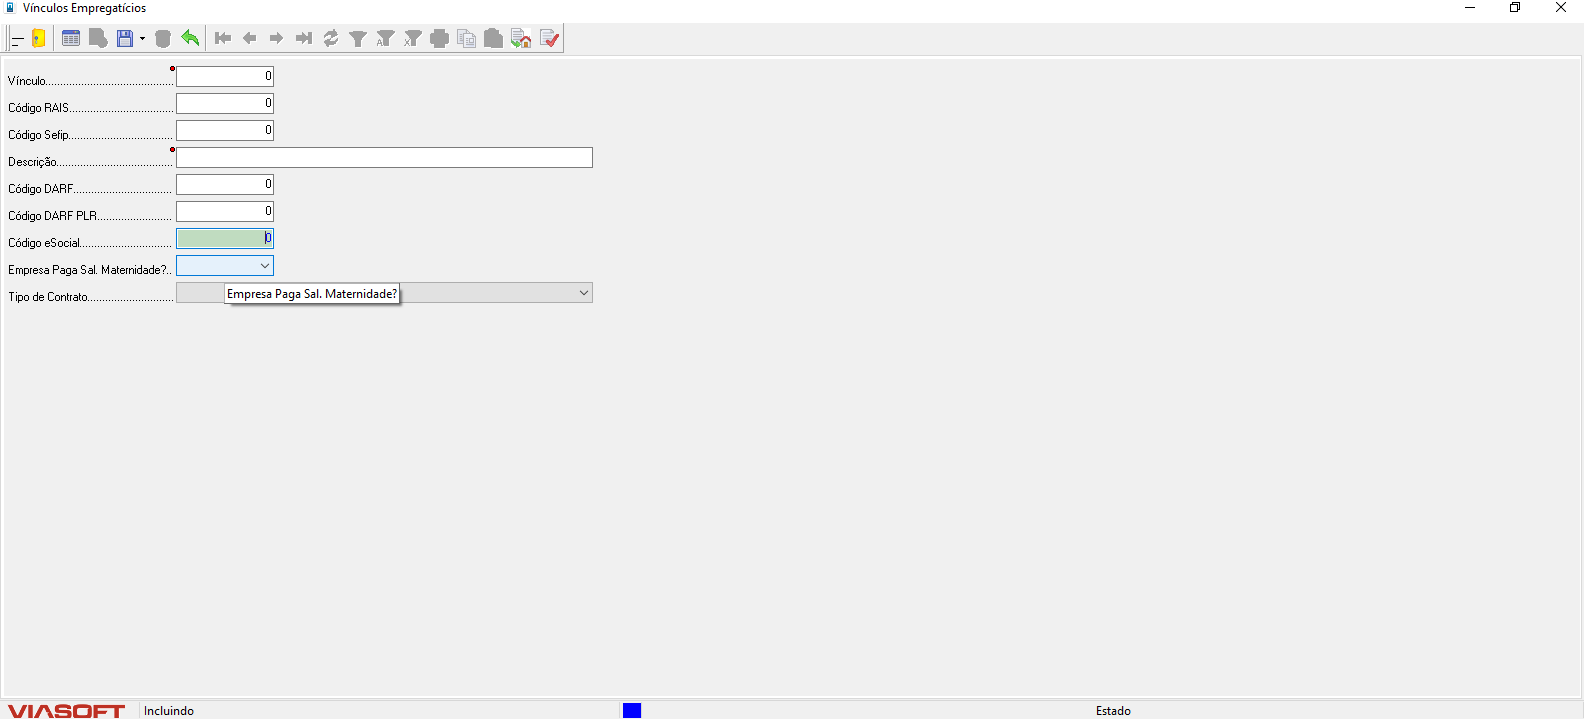 Vínculos Empregatícios
Vínculo.......................................... 0
Código RAIS.................................. 0
Código Sefip.................................. 0
Descrição......................................
Código DARF................................ 0
Código DARF PLR........................ 0
Código eSocial.............................. 0
Empresa Paga Sal. Maternidade?..
Empresa Paga Sal. Maternidade?
Tipo de Contrato............................
VIASOFT Incluindo Estado